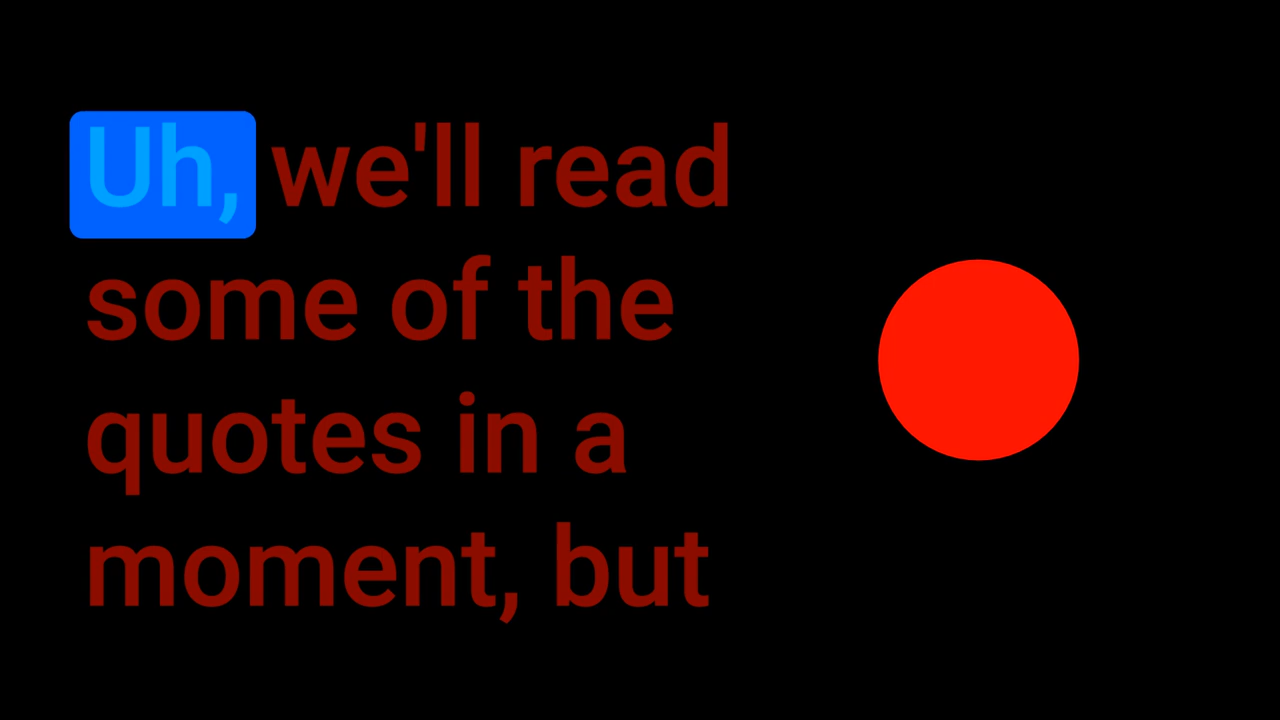 Uh, we'll read
some of the
quotes in a
moment, but